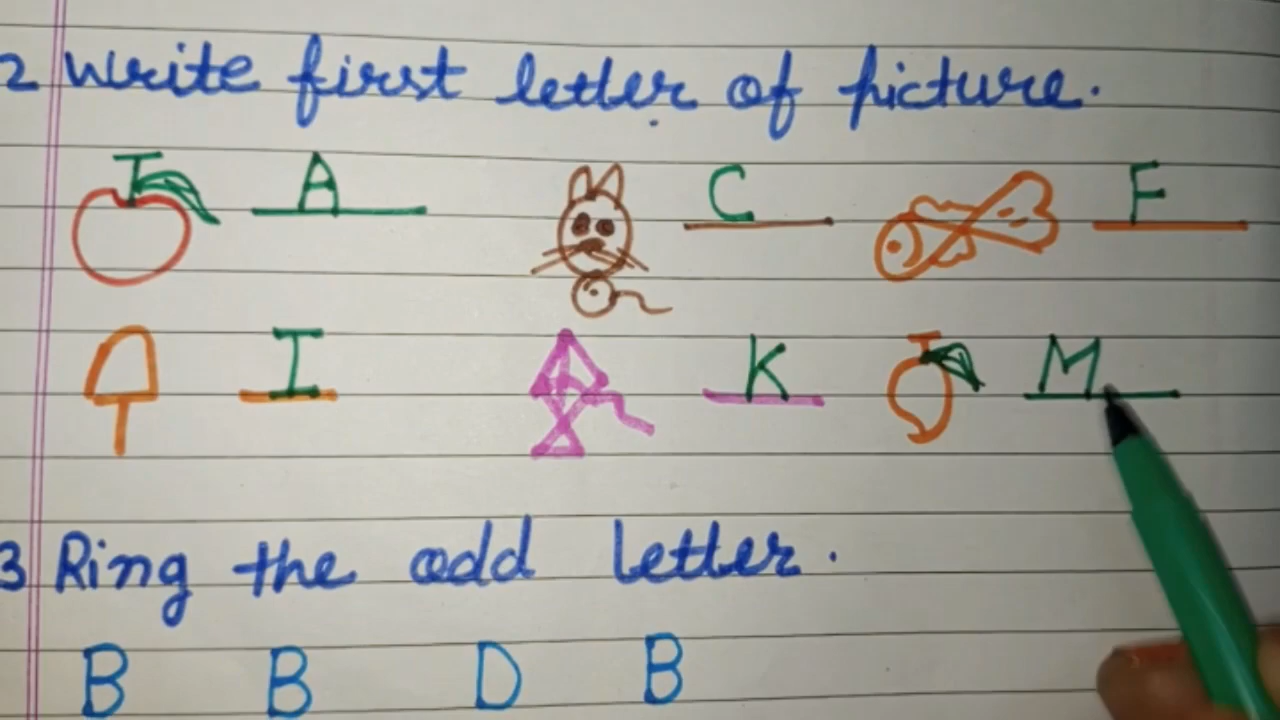 2 Write first letter of picture.
A C F
I K M
3 Ring the odd letter.
B B D B